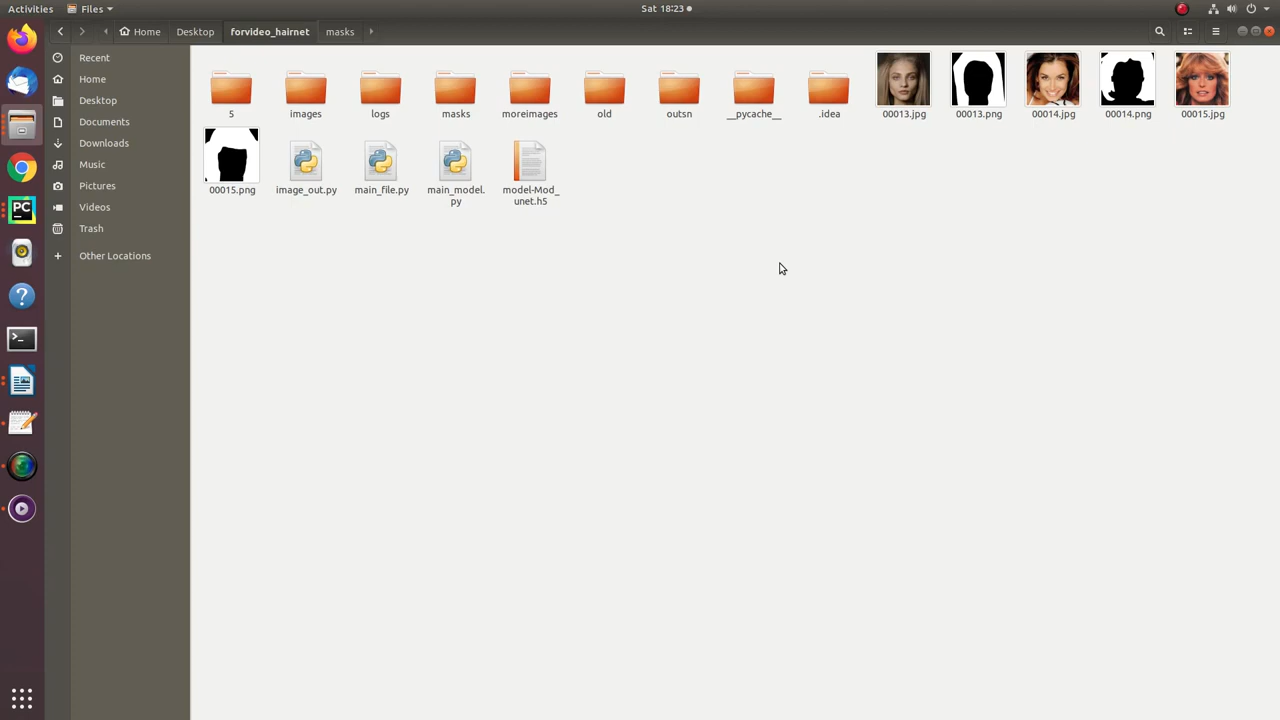 Activities
Files
Sat 18:23
Home
Desktop
forvideo_hairnet
masks
Recent
Home
Desktop
Documents
Downloads
Music
Pictures
Videos
Trash
Other Locations
5
images
logs
masks
moreimages
old
outsn
__pycache__
.idea
00013.jpg
00013.png
00014.jpg
00014.png
00015.jpg
00015.png
image_out.py
main_file.py
main_model.
py
model-Mod_
unet.h5
PC